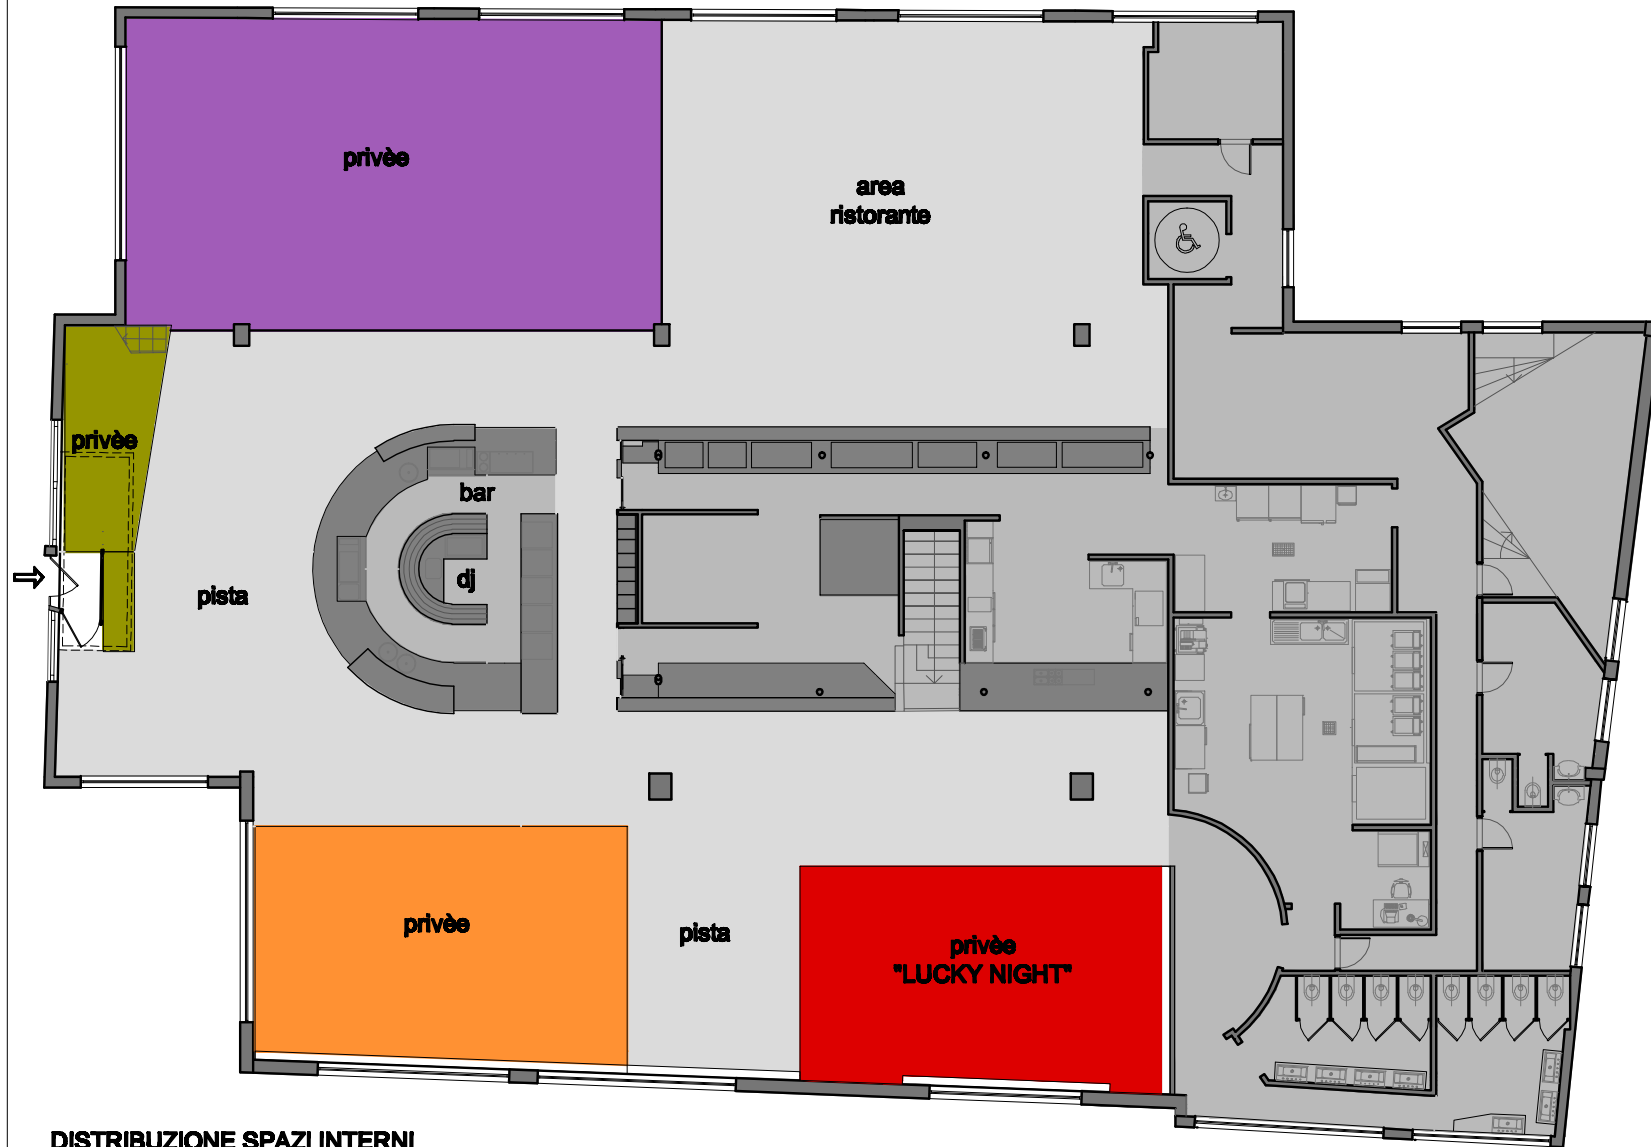 privèe
area
ristorante
privèe
bar
dj
pista
privèe
pista
privèe
"LUCKY NIGHT"
DISTRIBUZIONE SPAZI INTERNI